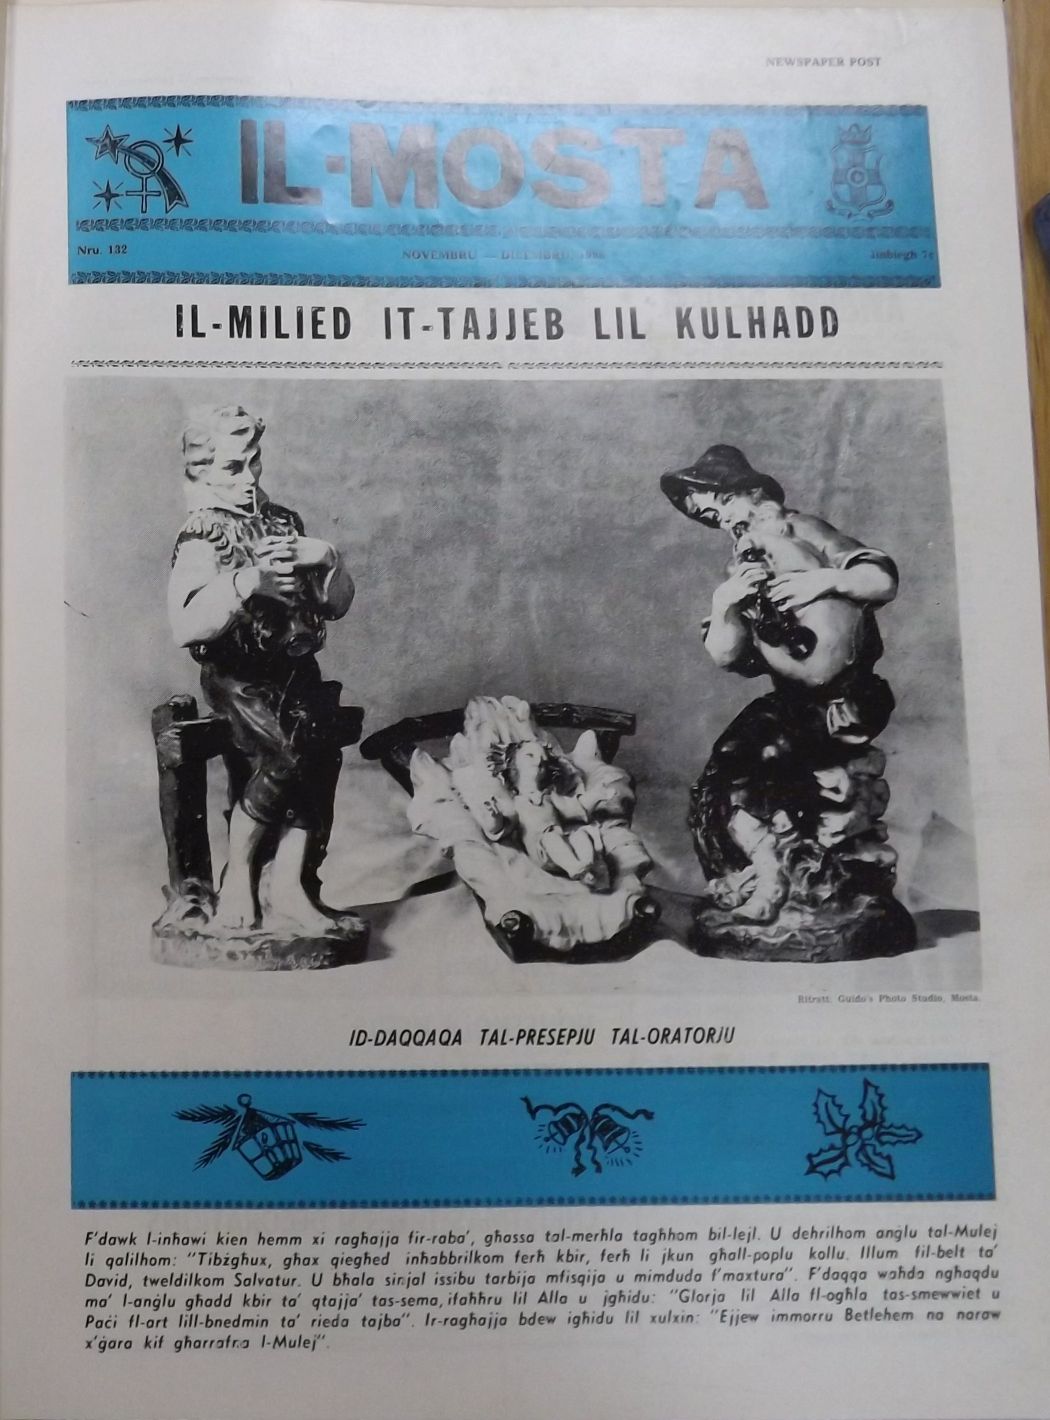 NEWSPAPER POST
IL-MOSTA
Nru. 132
NOVEMBRU — DIĊEMBRU,
Jinbiegħ 7c
IL-MILIED IT-TAJJEB LIL KULHADD
Ritratt: Guido's Photo Studio, Mosta.
ID-DAQQAQA TAL-PRESEPJU TAL-ORATORJU
F'dawk l-inħawi kien hemm xi ragħajja fir-raba', għassa tal-merħla tagħhom bil-lejl. U dehrilhom anġlu tal-Mulej
li qalilhom: "Tibżgħux, għax qiegħed inħabbrilkom ferħ kbir, ferħ li jkun għall-poplu kollu. Illum fil-belt ta'
David, tweldilkom Salvatur. U bħala sinjal issibu tarbija mfisqija u mimduda f'maxtura". F'daqqa waħda ngħaqdu
ma' l-anġlu għadd kbir ta' qtajja' tas-sema, ifaħħru lil Alla u jgħidu: "Glorja lil Alla fl-ogħla tas-smewwiet u
Paċi fl-art lill-bnedmin ta' rieda tajba". Ir-ragħajja bdew igħidu lil xulxin: "Ejjew immorru Betlehem na naraw
x'ġara kif għarrafna l-Mulej".